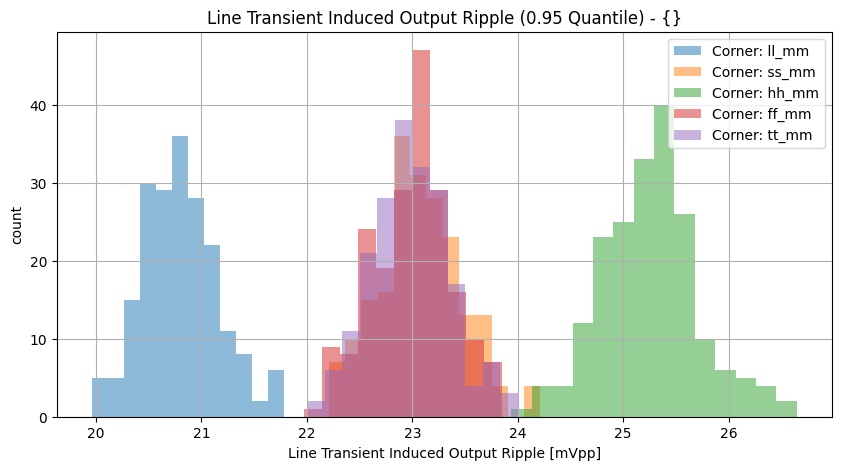 Line Transient Induced Output Ripple (0.95 Quantile) - {}
Corner: ll_mm
Corner: ss_mm
Corner: hh_mm
Corner: ff_mm
Corner: tt_mm
count
40
30
20
10
0
20
21
22
23
24
25
26
Line Transient Induced Output Ripple [mVpp]